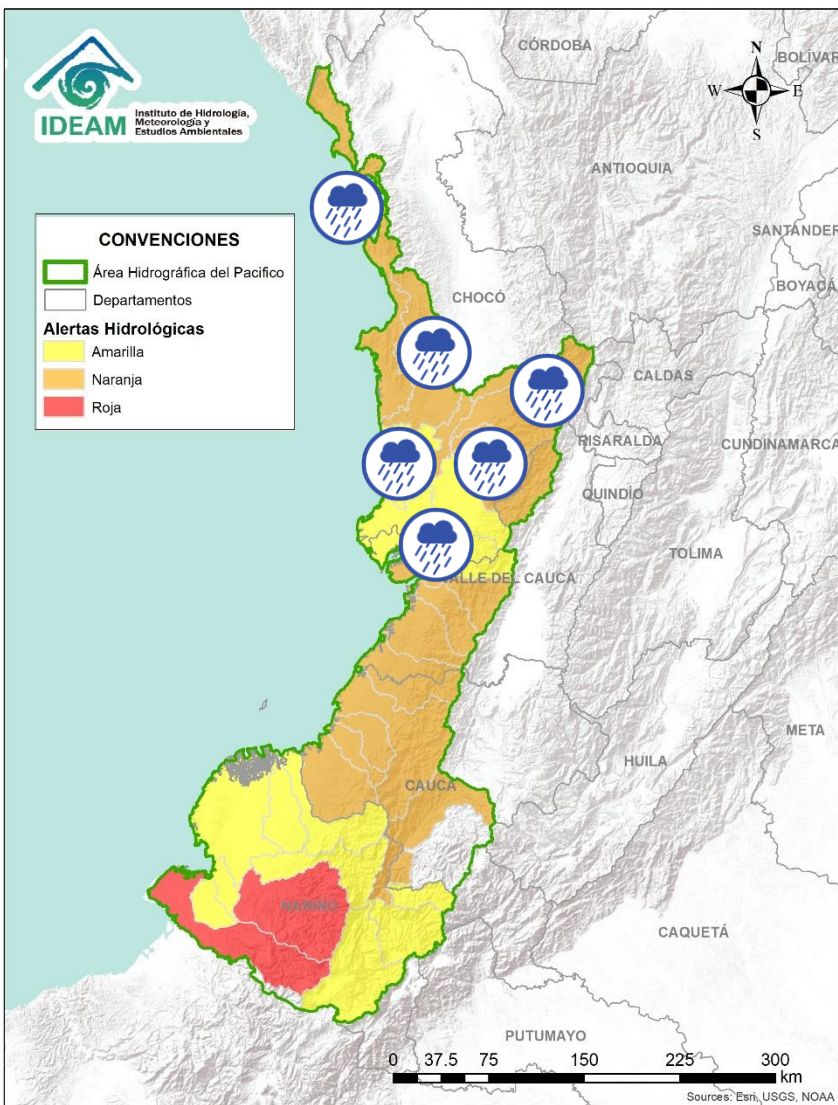 IDEAM
Instituto de Hidrología,
Meteorología y
Estudios Ambientales
CÓRDOBA
BOLÍVAR
N
W
E
S
ANTIOQUIA
SANTÁNDER
BOYACÁ
CONVENCIONES
Área Hidrográfica del Pacifico
Departamentos
Alertas Hidrológicas
Amarilla
Naranja
Roja
CHOCÓ
CALDAS
RISARALDA
CUNDINAMARCA
QUINDÍO
TOLIMA
VALLE DEL CAUCA
META
HUILA
CAUCA
NARIÑO
CAQUETÁ
PUTUMAYO
0 37.5 75 150 225 300
km
Sources: Esri, USGS, NOAA